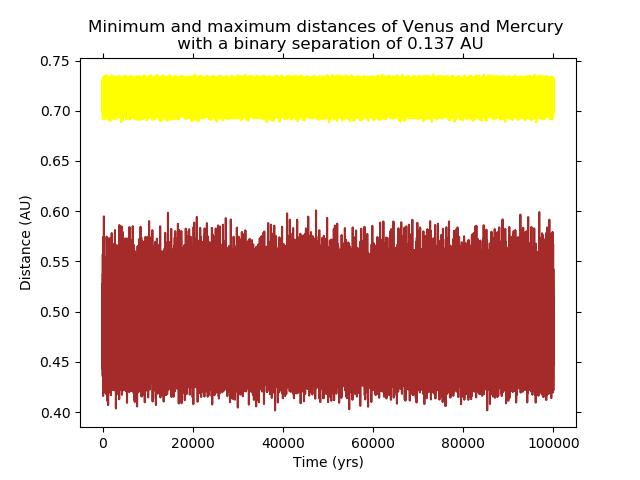 Minimum and maximum distances of Venus and Mercury
with a binary separation of 0.137 AU
0.75
0.70
0.65
0.60
0.55
0.50
0.45
0.40
Distance (AU)
0 20000 40000 60000 80000 100000
Time (yrs)